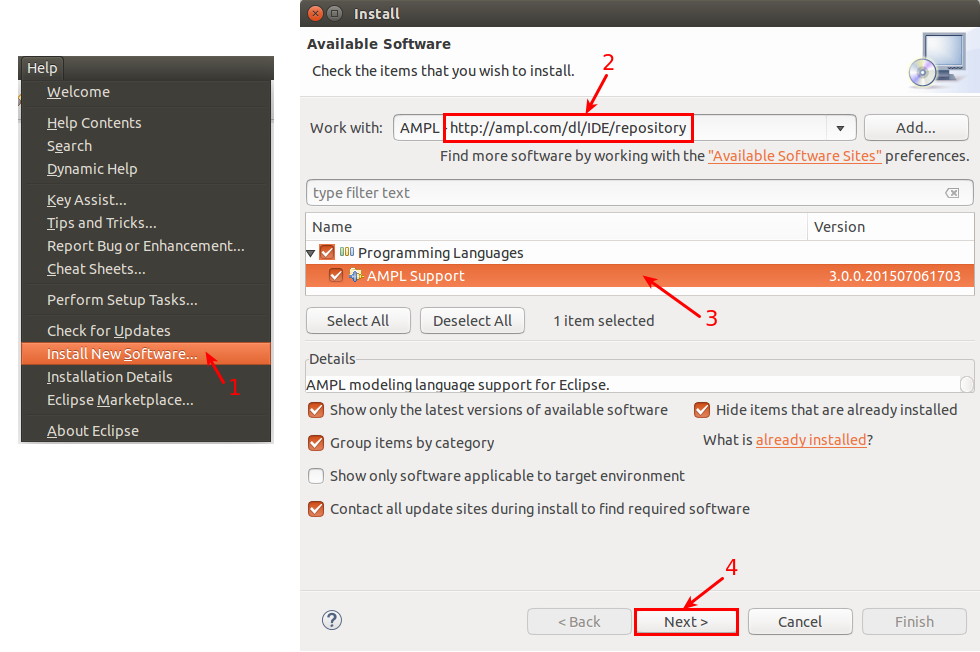 Help
Welcome
Help Contents
Search
Dynamic Help
Key Assist...
Tips and Tricks...
Report Bug or Enhancement...
Cheat Sheets...
Perform Setup Tasks...
Check for Updates
Install New Software...
1
Installation Details
Eclipse Marketplace...
About Eclipse
Install
Available Software
Check the items that you wish to install.
2
Work with: AMPL - http://ampl.com/dl/IDE/repository Add...
Find more software by working with the "Available Software Sites" preferences.
type filter text
Name Version
Programming Languages
AMPL Support 3.0.0.201507061703
3
Select All Deselect All 1 item selected
Details
AMPL modeling language support for Eclipse.
Show only the latest versions of available software Hide items that are already installed
Group items by category What is already installed?
Show only software applicable to target environment
Contact all update sites during install to find required software
4
? < Back Next > Cancel Finish